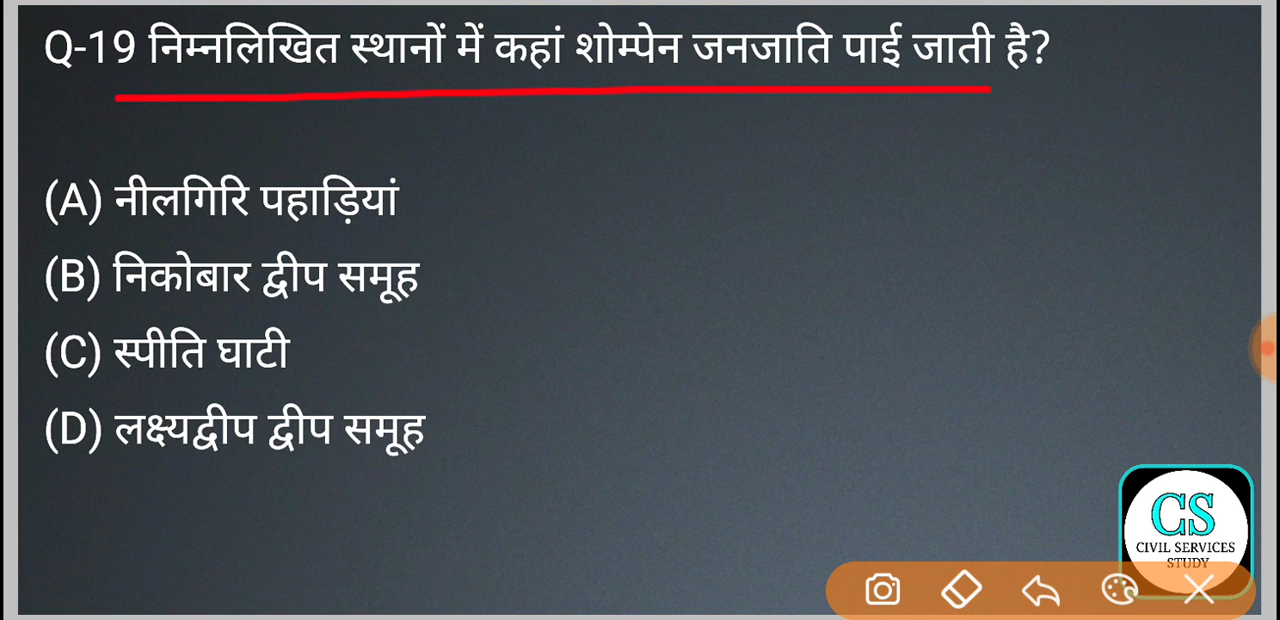 Q-19 निम्नलिखित स्थानों में कहां शोम्पेन जनजाति पाई जाती है?
(A) नीलगिरि पहाड़ियां
(B) निकोबार द्वीप समूह
(C) स्पीति घाटी
(D) लक्ष्यद्वीप द्वीप समूह
CS
CIVIL SERVICES
STUDY